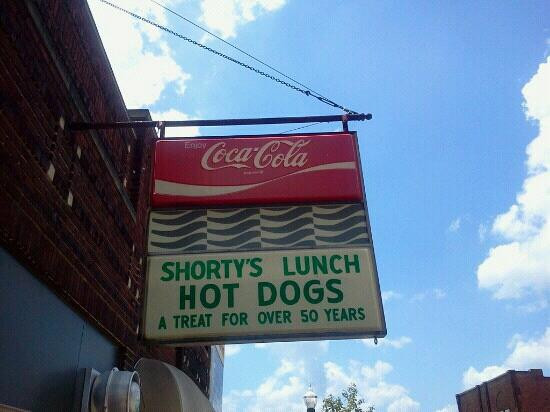 Enjoy
Coca-Cola
SHORTY'S LUNCH
HOT DOGS
A TREAT FOR OVER 50 YEARS